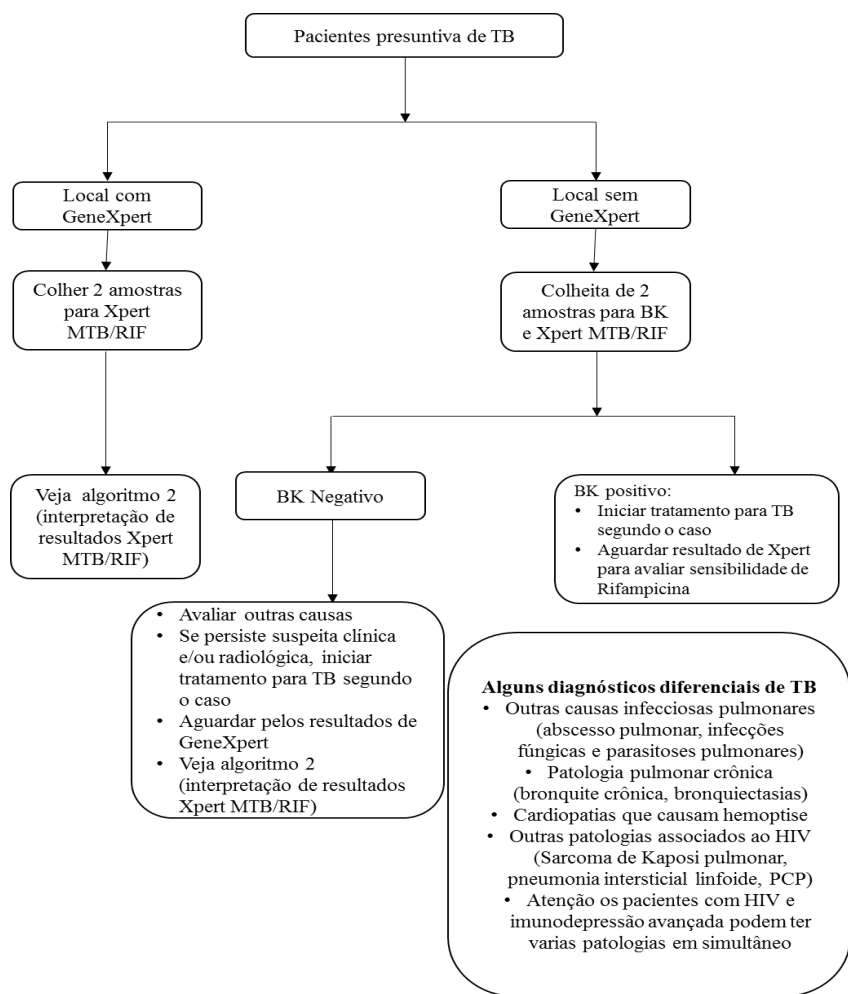 Pacientes presuntiva de TB
Local com
GeneXpert
Local sem
GeneXpert
Colher 2 amostras
para Xpert
MTB/RIF
Colheita de 2
amostras para BK
e Xpert MTB/RIF
Veja algoritmo 2
(interpretação de
resultados Xpert
MTB/RIF)
BK Negativo
BK positivo:
• Iniciar tratamento para TB
segundo o caso
• Aguardar resultado de Xpert
para avaliar sensibilidade de
Rifampicina
• Avaliar outras causas
• Se persiste suspeita clínica
e/ou radiológica, iniciar
tratamento para TB segundo
o caso
• Aguardar pelos resultados de
GeneXpert
• Veja algoritmo 2
(interpretação de resultados
Xpert MTB/RIF)
Alguns diagnósticos diferenciais de TB
• Outras causas infecciosas pulmonares
(abscesso pulmonar, infecções
fúngicas e parasitoses pulmonares)
• Patologia pulmonar crônica
(bronquite crônica, bronquiectasias)
• Cardiopatias que causam hemoptise
• Outras patologias associados ao HIV
(Sarcoma de Kaposi pulmonar,
pneumonia intersticial linfoide, PCP)
• Atenção os pacientes com HIV e
imunodepressão avançada podem ter
varias patologias em simultâneo